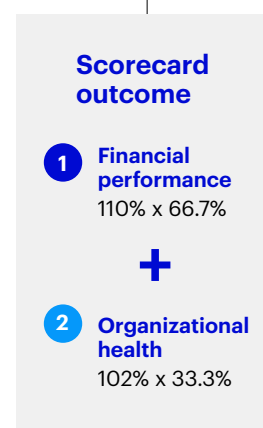 Scorecard
outcome
1
Financial
performance
110% x 66.7%
+
2
Organizational
health
102% x 33.3%